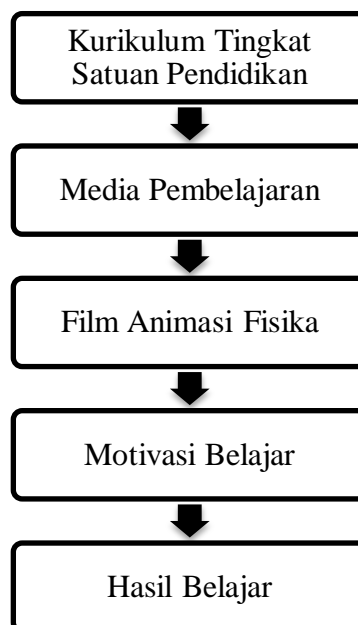 Kurikulum Tingkat
Satuan Pendidikan
Media Pembelajaran
Film Animasi Fisika
Motivasi Belajar
Hasil Belajar